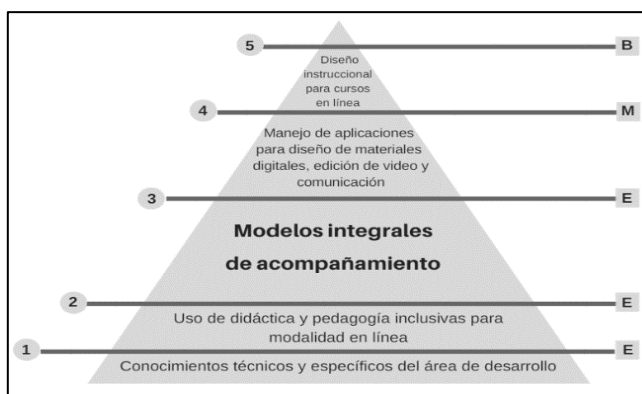 5 B
Diseño
instruccional
para cursos
en línea
4 M
Manejo de aplicaciones
para diseño de materiales
digitales, edición de video y
comunicación
3 E
Modelos integrales
de acompañamiento
2 E
Uso de didáctica y pedagogía inclusivas para
modalidad en línea
1 E
Conocimientos técnicos y específicos del área de desarrollo